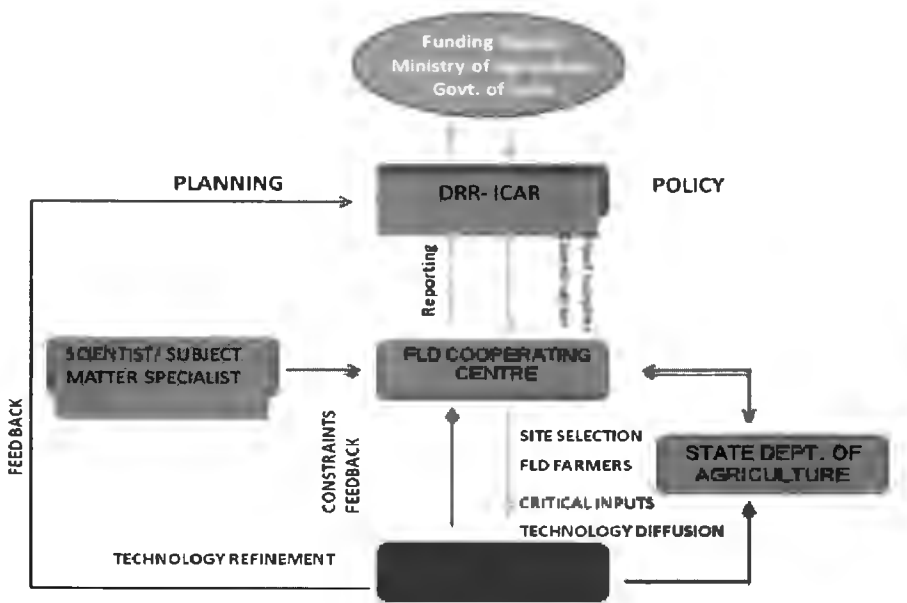 Funding
Ministry of
Govt. of
PLANNING
DRR- ICAR
POLICY
Reporting
SCIENTIST/ SUBJECT
MATTER SPECIALIST
FLD COOPERATING
CENTRE
FEEDBACK
CONSTRAINTS
FEEDBACK
SITE SELECTION
FLD FARMERS
STATE DEPT. OF
AGRICULTURE
CRITICAL INPUTS
TECHNOLOGY DIFFUSION
TECHNOLOGY REFINEMENT